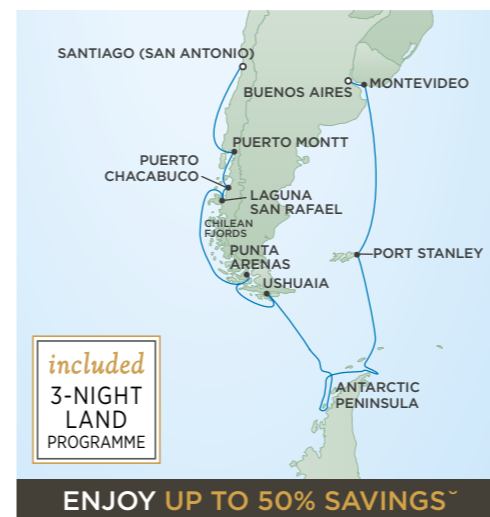 SANTIAGO (SAN ANTONIO)
BUENOS AIRES
MONTEVIDEO
PUERTO MONTT
PUERTO
CHACABUCO
LAGUNA
SAN RAFAEL
CHILEAN
FJORDS
PUNTA
ARENAS
PORT STANLEY
USHUAIA
included
3-NIGHT
LAND
PROGRAMME
ANTARCTIC
PENINSULA
ENJOY UP TO 50% SAVINGS˘